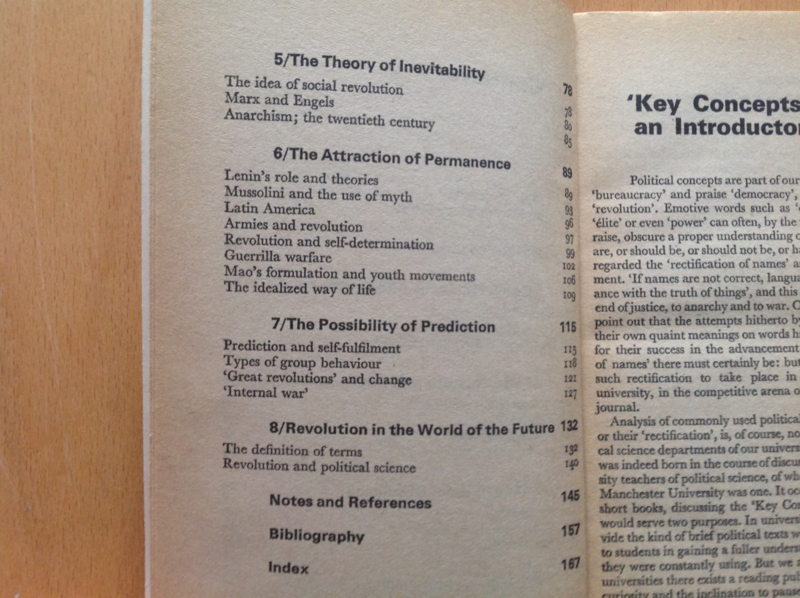 5/The Theory of Inevitability 78
The idea of social revolution 78
Marx and Engels 80
Anarchism; the twentieth century 85
6/The Attraction of Permanence 89
Lenin's role and theories 89
Mussolini and the use of myth 93
Latin America 96
Armies and revolution 97
Revolution and self-determination 99
Guerrilla warfare 102
Mao's formulation and youth movements 106
The idealized way of life 109
7/The Possibility of Prediction 115
Prediction and self-fulfilment 115
Types of group behaviour 118
'Great revolutions' and change 121
'Internal war' 127
8/Revolution in the World of the Future 132
The definition of terms 132
Revolution and political science 140
Notes and References 145
Bibliography 157
Index 167
'Key Concepts
an Introductor
Political concepts are part of our
'bureaucracy' and praise 'democracy',
'revolution'. Emotive words such as
'élite' or even 'power' can often, by the
raise, obscure a proper understanding
are, or should be, or should not be, or
regarded the 'rectification of names'
ment. 'If names are not correct, langua
ance with the truth of things', and this
end of justice, to anarchy and to war.
point out that the attempts hitherto by
their own quaint meanings on words
for their success in the advancement
of names' there must certainly be: but
such rectification to take place in
university, in the competitive arena
journal.
Analysis of commonly used political
or their 'rectification', is, of course,
cal science departments of our univers
was indeed born in the course of discus
sity teachers of political science, of wh
Manchester University was one. It
short books, discussing the 'Key
would serve two purposes. In univers
vide the kind of brief political texts
to students in gaining a fuller unders
they were constantly using. But we
universities there exists a reading
curiosity and the inclination to pause